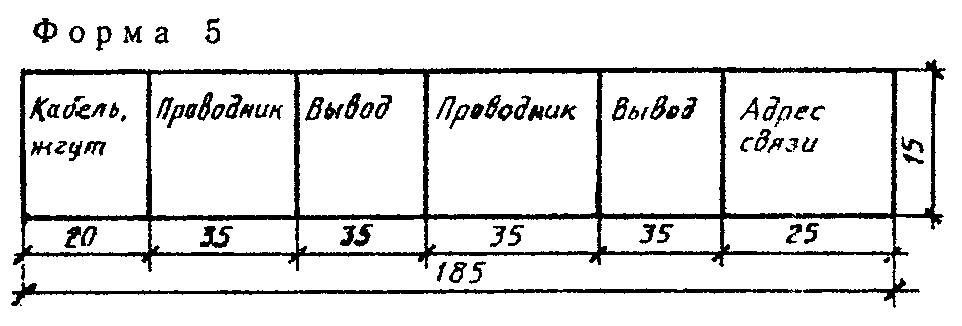 Форма 5
Кабель, жгут
Проводник
Вывод
Проводник
Вывод
Адрес связи
15
20
35
35
35
35
25
185